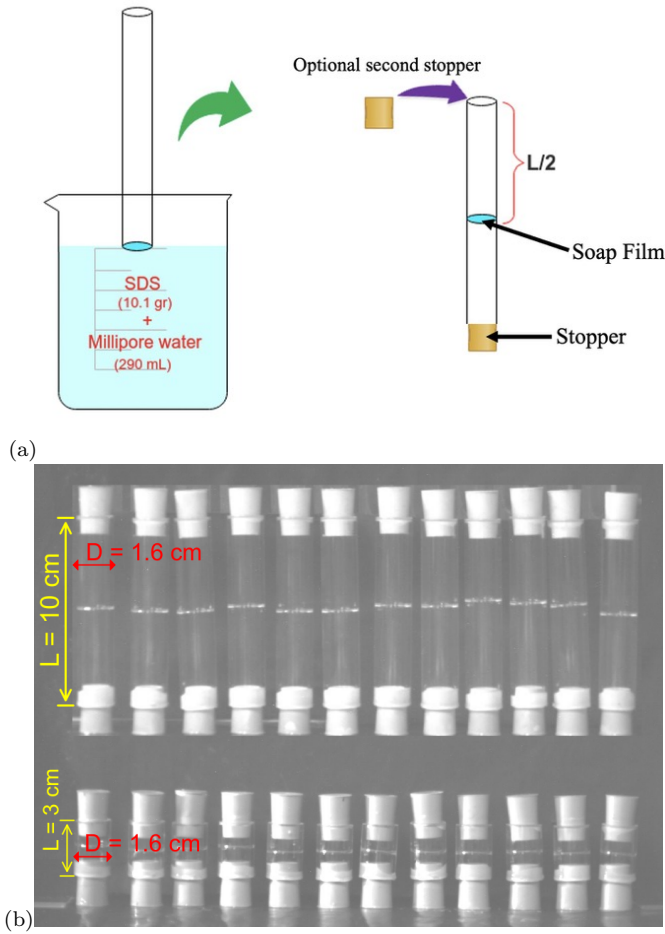 Optional second stopper
L/2
Soap Film
SDS
(10.1 gr)
+
Millipore water
(290 mL)
Stopper
(a)
L = 10 cm
D = 1.6 cm
L = 3 cm
D = 1.6 cm
(b)